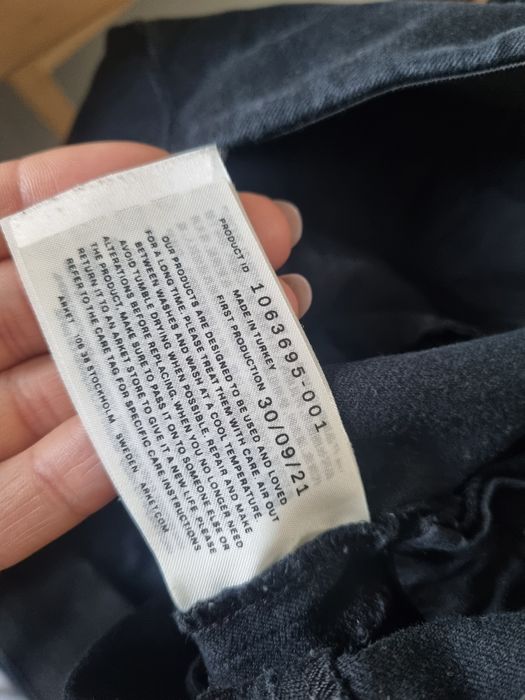 PRODUCT ID 1063695-001
MADE IN TURKEY
FIRST PRODUCTION 30/09/21
OUR PRODUCTS ARE DESIGNED TO BE USED AND LOVED
FOR A LONG TIME. PLEASE TREAT THEM WITH CARE. AIR OUT
BETWEEN WASHES AND WASH AT A COOL TEMPERATURE.
AVOID TUMBLE DRYING WHEN POSSIBLE. REPAIR AND MAKE
ALTERATIONS BEFORE REPLACING. WHEN YOU NO LONGER NEED
THE PRODUCT, MAKE SURE TO PASS IT ON TO SOMEONE ELSE OR
RETURN IT TO AN ARKET STORE TO GIVE IT A NEW LIFE. PLEASE
REFER TO THE CARE TAG FOR SPECIFIC CARE INSTRUCTIONS
ARKET 106 38 STOCKHOLM SWEDEN ARKET.COM